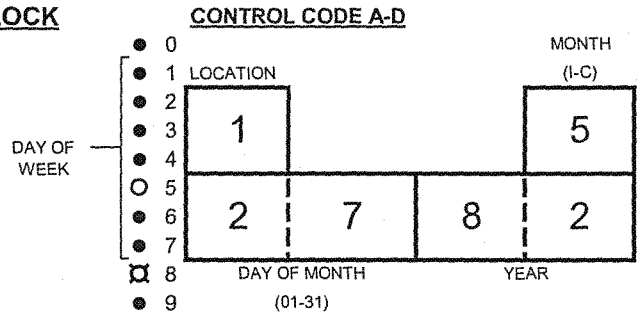 OCK CONTROL CODE A-D
0
1
2
3
4
5
6
7
8
9
DAY OF
WEEK
LOCATION
MONTH
(I-C)
1 5
2 7 8 2
DAY OF MONTH YEAR
(01-31)